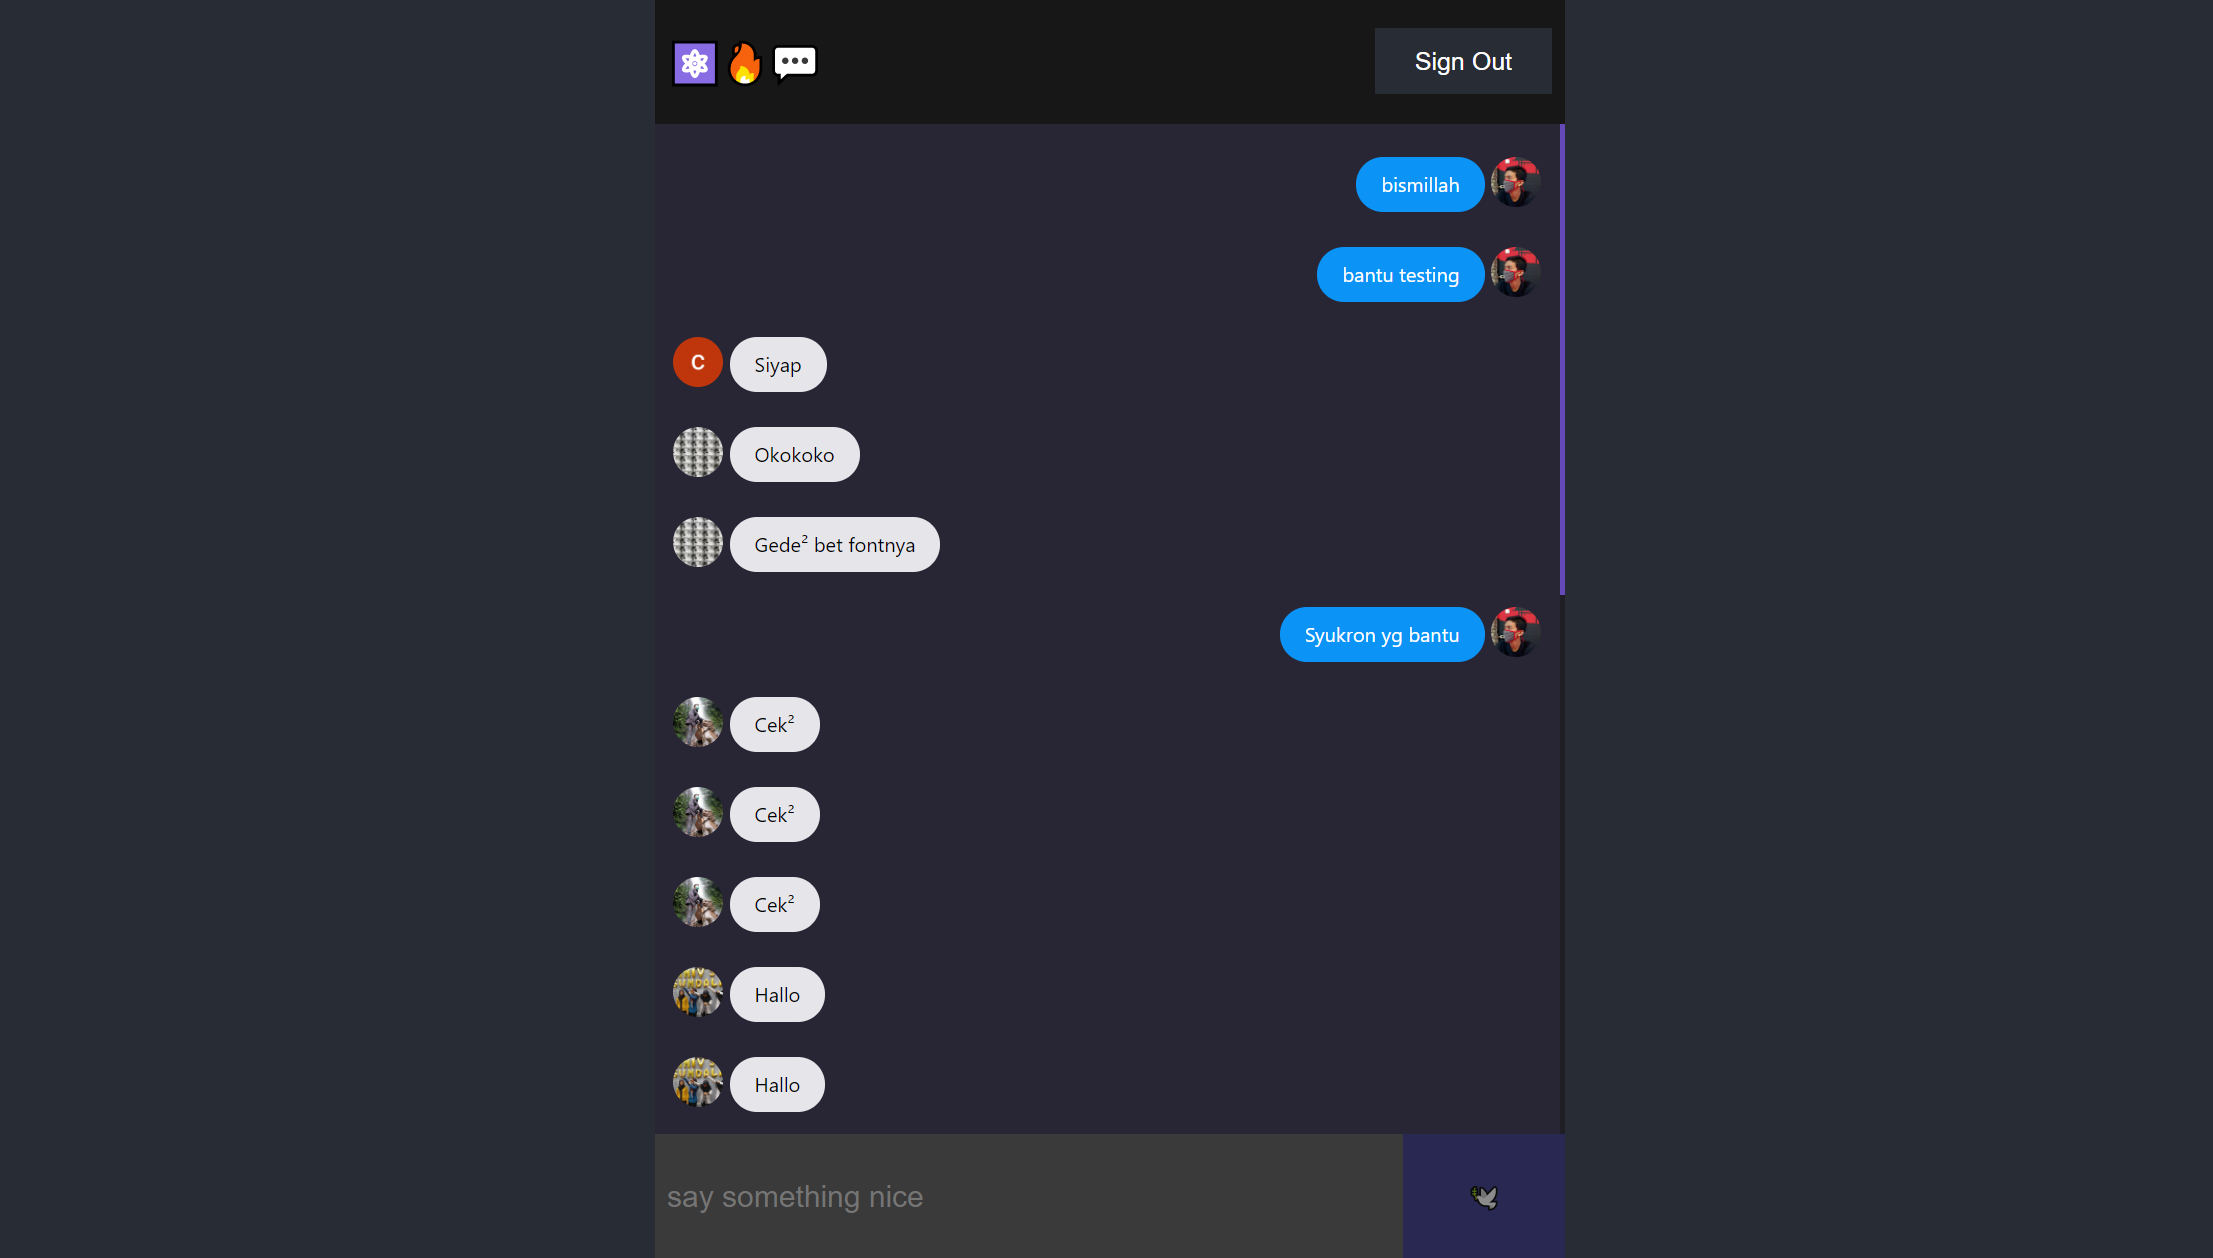 Sign Out
bismillah
bantu testing
C
Siyap
Okokoko
Gede² bet fontnya
Syukron yg bantu
Cek²
Cek²
Cek²
Hallo
Hallo
say something nice